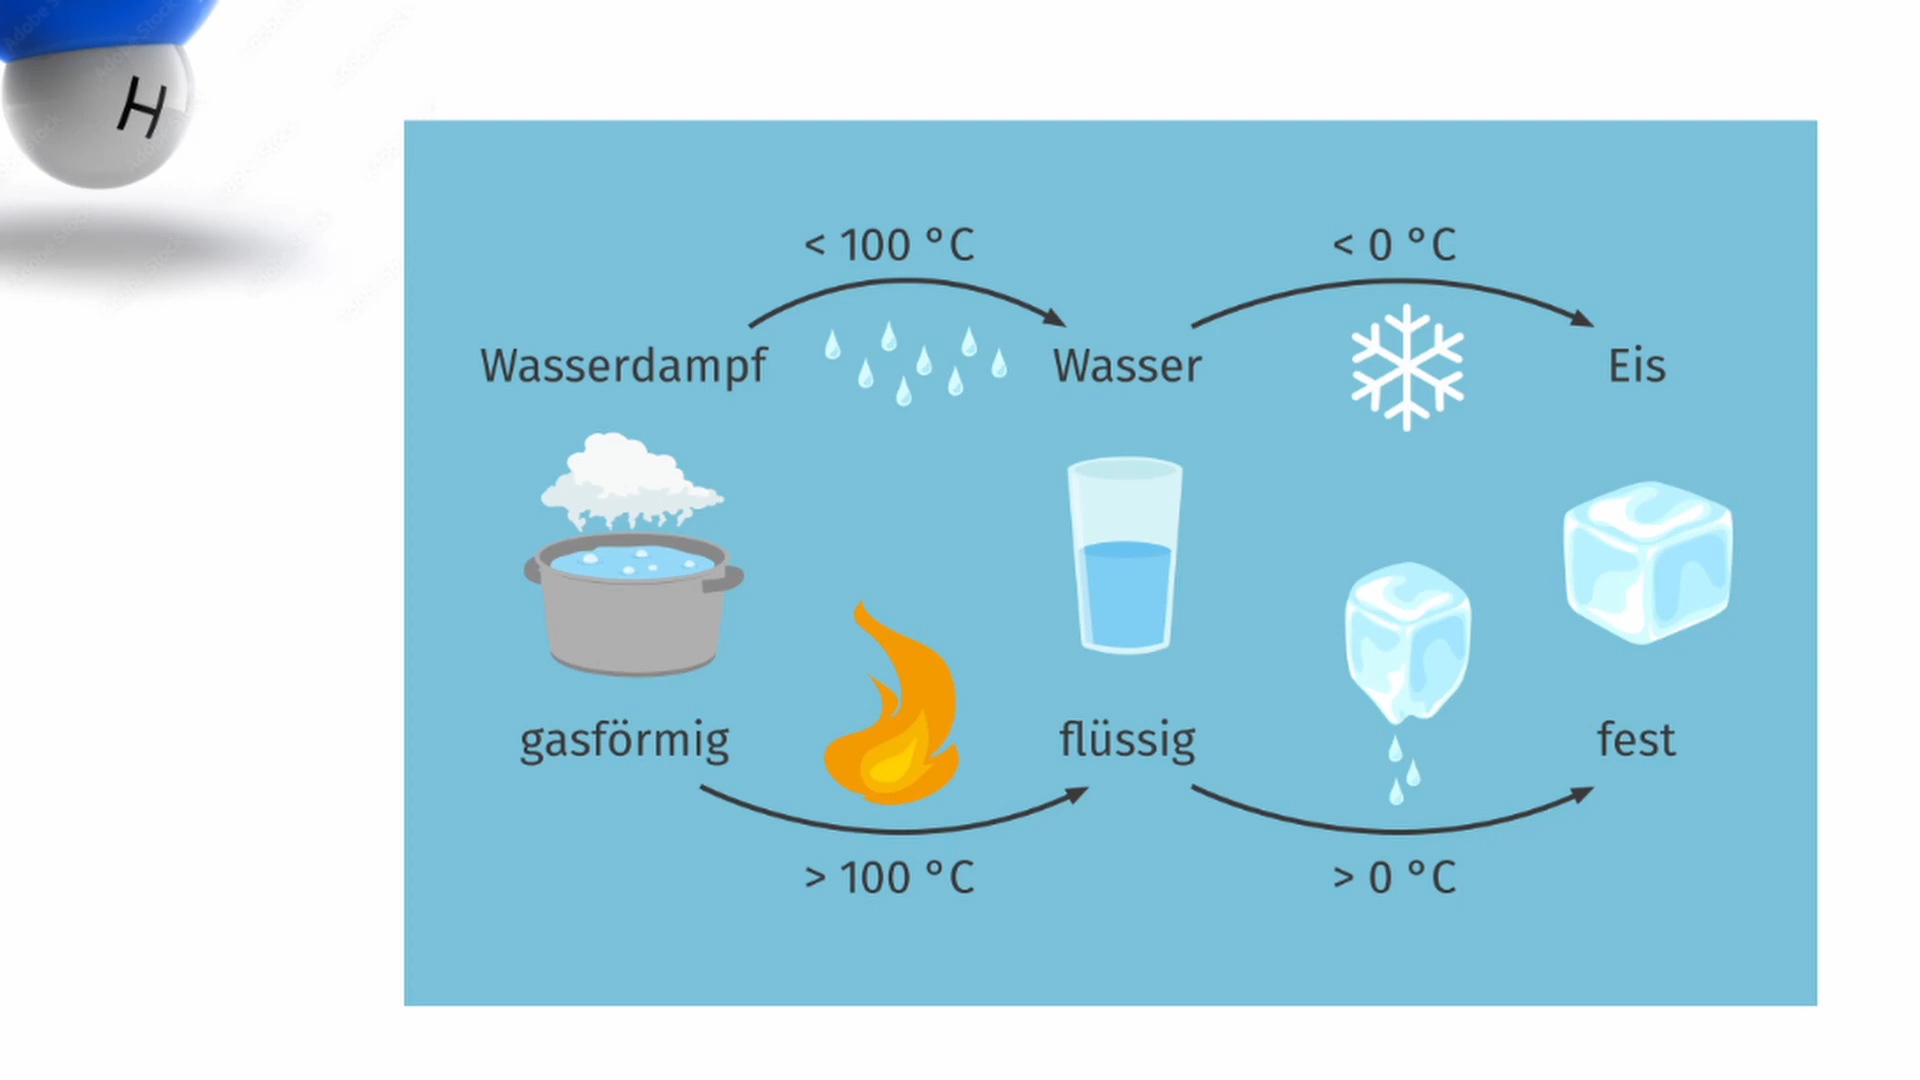 H
< 100 °C
< 0 °C
Wasserdampf
Wasser
Eis
gasförmig
flüssig
fest
> 100 °C
> 0 °C